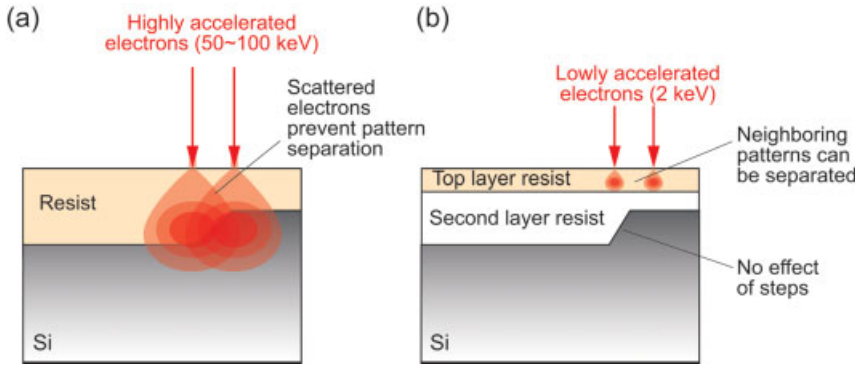 (a)
Highly accelerated
electrons (50~100 keV)
Scattered
electrons
prevent pattern
separation
Resist
Si
(b)
Lowly accelerated
electrons (2 keV)
Neighboring
patterns can
be separated
Top layer resist
Second layer resist
No effect
of steps
Si